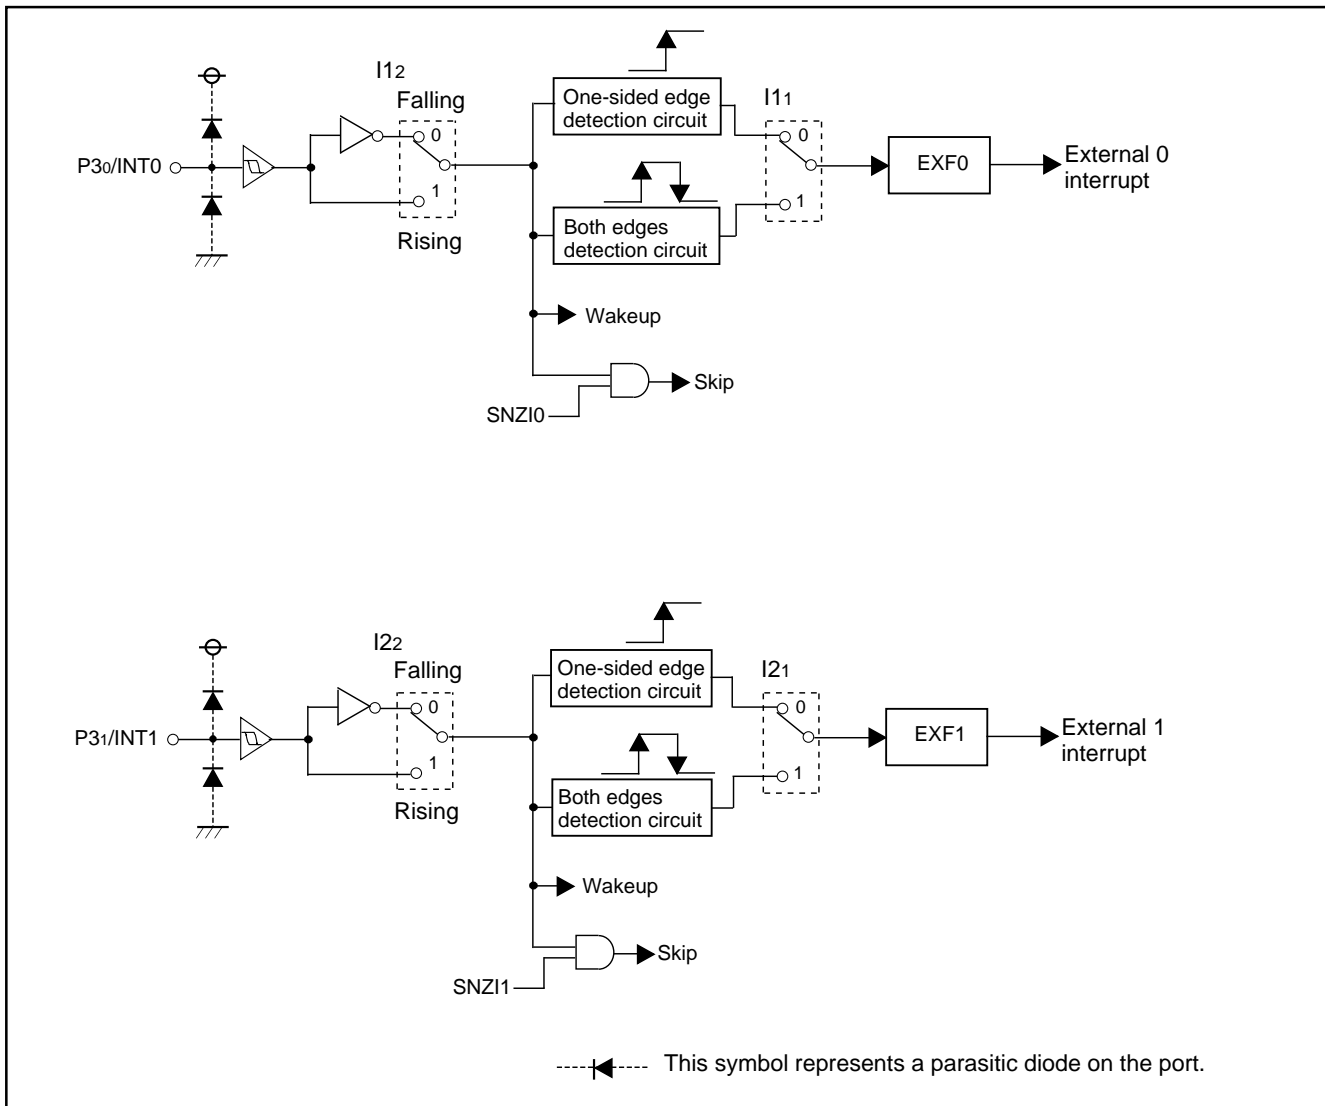 I12
Falling
0
P30/INT0
1
Rising
One-sided edge
detection circuit
I11
0
EXF0
External 0
interrupt
Both edges
detection circuit
1
Wakeup
Skip
SNZI0
I22
Falling
0
P31/INT1
1
Rising
One-sided edge
detection circuit
I21
0
EXF1
External 1
interrupt
Both edges
detection circuit
1
Wakeup
Skip
SNZI1
This symbol represents a parasitic diode on the port.